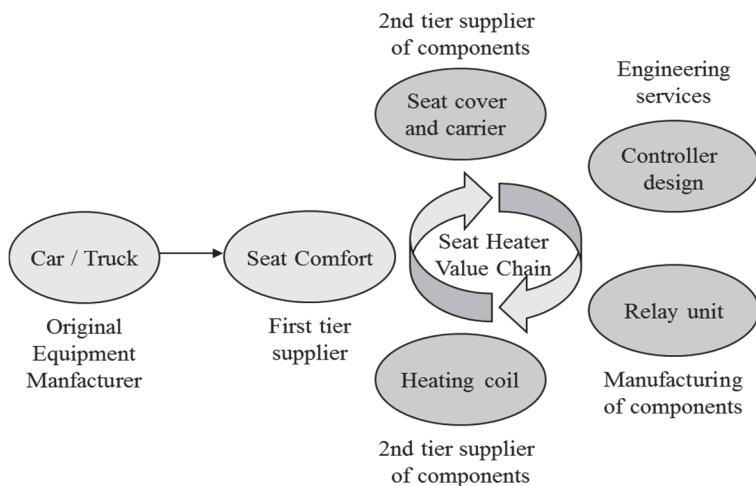 2nd tier supplier
of components
Seat cover
and carrier
Engineering
services
Controller
design
Car / Truck
Original
Equipment
Manfacturer
Seat Comfort
First tier
supplier
Seat Heater
Value Chain
Relay unit
Manufacturing
of components
Heating coil
2nd tier supplier
of components